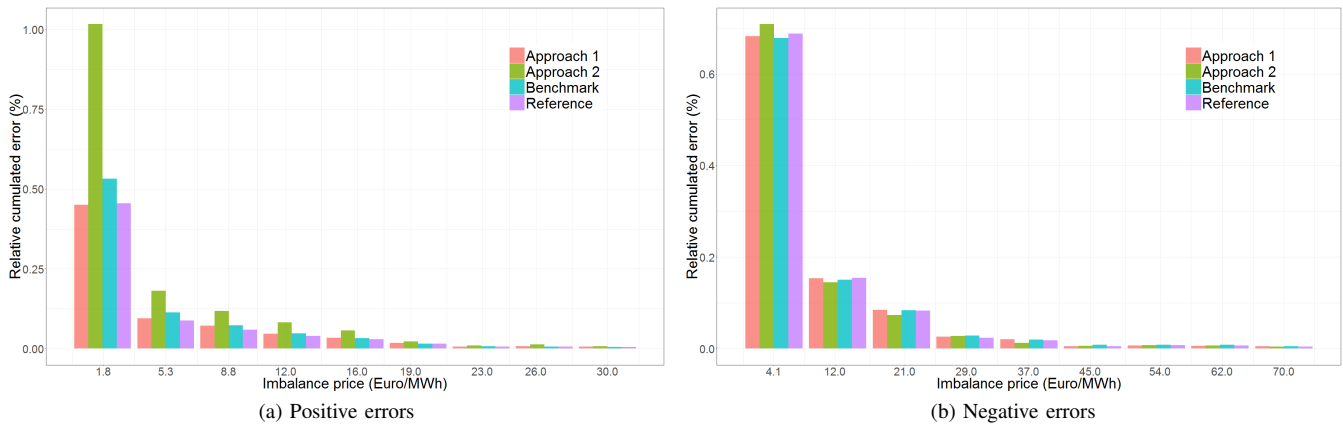 1.00
0.75
0.50
0.25
0.00
Relative cumulated error (%)
Approach 1
Approach 2
Benchmark
Reference
1.8 5.3 8.8 12.0 16.0 19.0 23.0 26.0 30.0
Imbalance price (Euro/MWh)
(a) Positive errors
0.6
0.4
0.2
0.0
Relative cumulated error (%)
Approach 1
Approach 2
Benchmark
Reference
4.1 12.0 21.0 29.0 37.0 45.0 54.0 62.0 70.0
Imbalance price (Euro/MWh)
(b) Negative errors